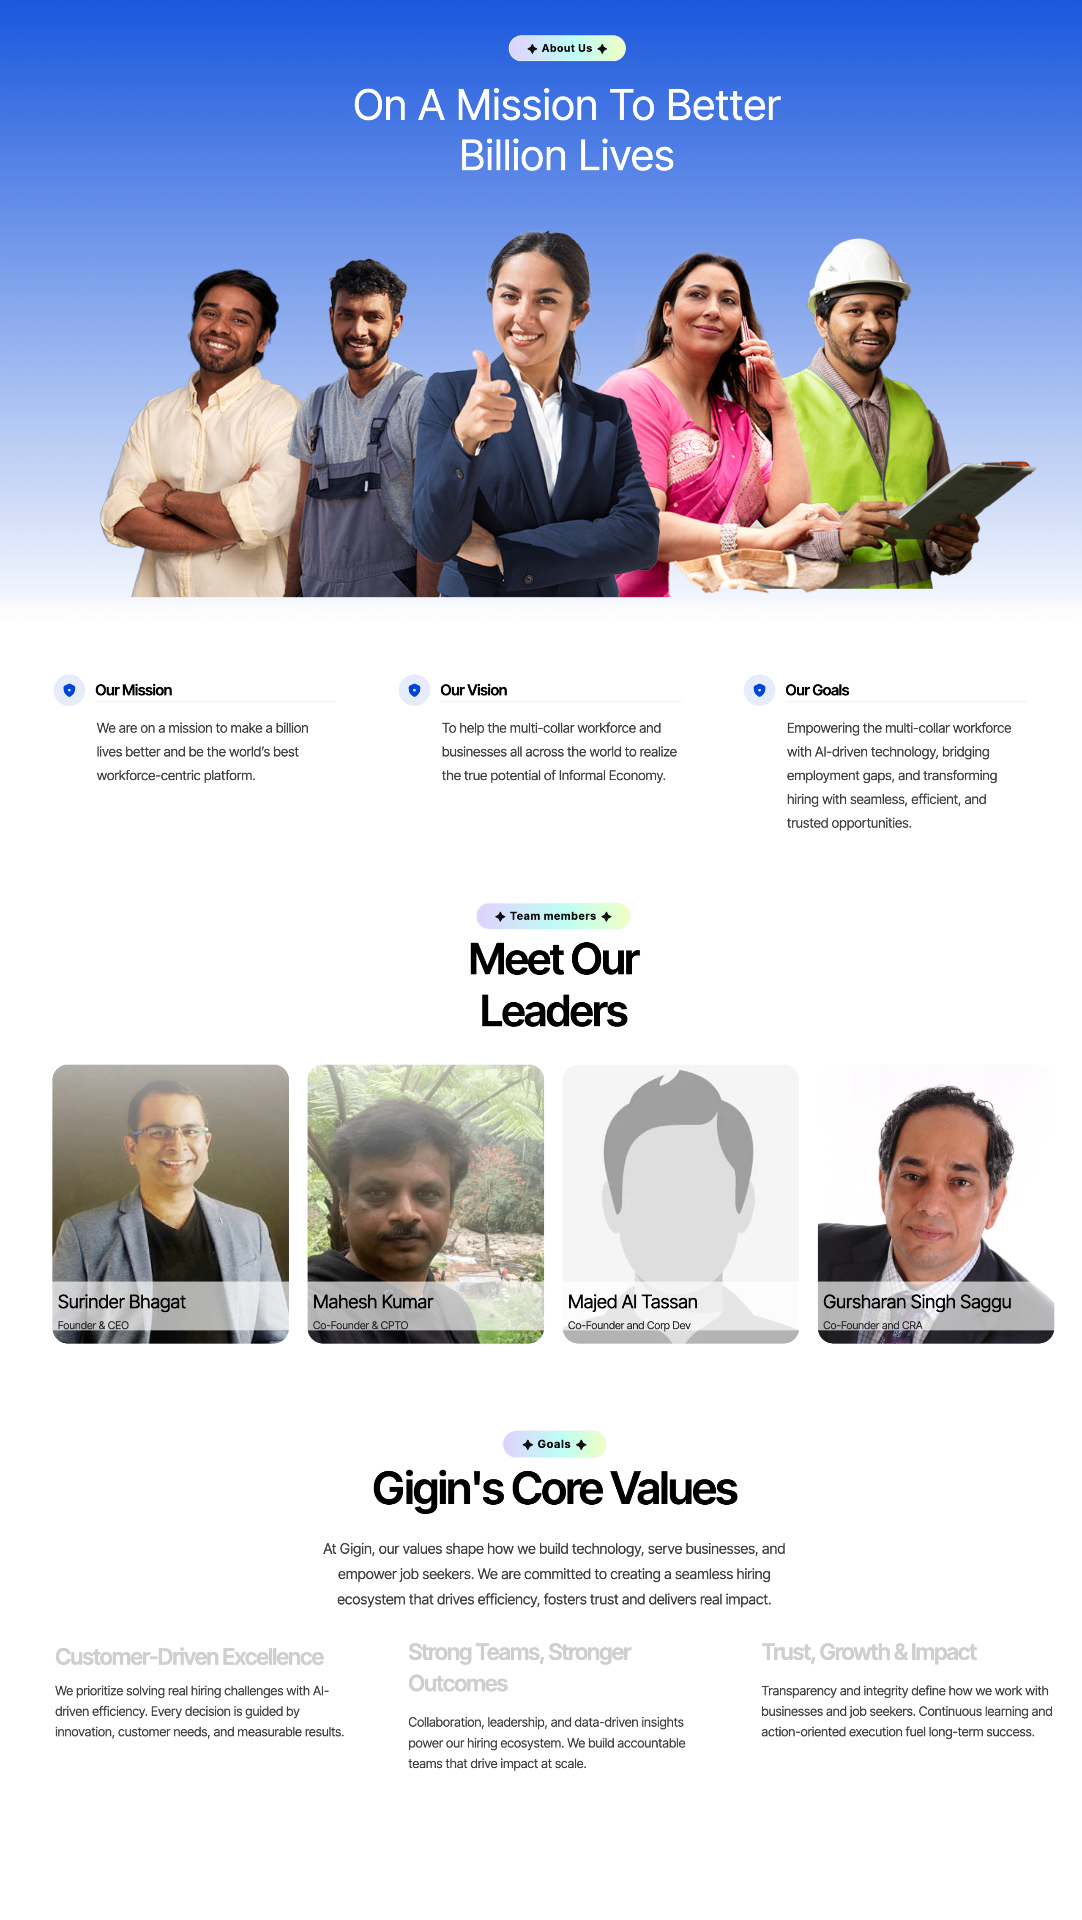 About Us
On A Mission To Better
Billion Lives
Our Mission
We are on a mission to make a billion
lives better and be the world's best
workforce-centric platform.
Our Vision
To help the multi-collar workforce and
businesses all across the world to realize
the true potential of Informal Economy.
Our Goals
Empowering the multi-collar workforce
with AI-driven technology, bridging
employment gaps, and transforming
hiring with seamless, efficient, and
trusted opportunities.
Team members
Meet Our
Leaders
Surinder Bhagat
Founder & CEO
Mahesh Kumar
Co-Founder & CPTO
Majed Al Tassan
Co-Founder and Corp Dev
Gursharan Singh Saggu
Co-Founder and CRA
Goals
Gigin's Core Values
At Gigin, our values shape how we build technology, serve businesses, and
empower job seekers. We are committed to creating a seamless hiring
ecosystem that drives efficiency, fosters trust and delivers real impact.
Customer-Driven Excellence
We prioritize solving real hiring challenges with AI-
driven efficiency. Every decision is guided by
innovation, customer needs, and measurable results.
Strong Teams, Stronger
Outcomes
Collaboration, leadership, and data-driven insights
power our hiring ecosystem. We build accountable
teams that drive impact at scale.
Trust, Growth & Impact
Transparency and integrity define how we work with
businesses and job seekers. Continuous learning and
action-oriented execution fuel long-term success.